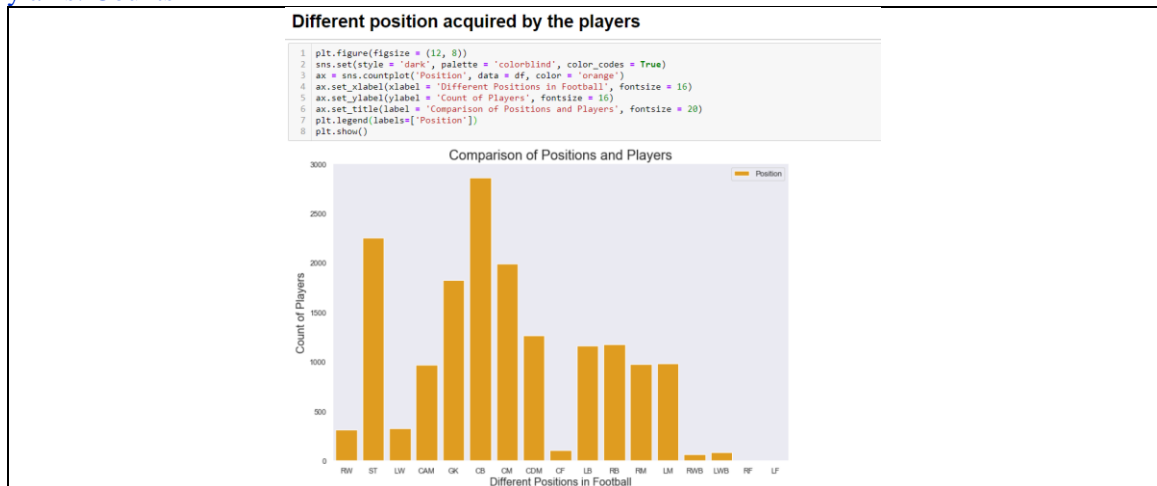 Different position acquired by the players
1 plt.figure(figsize = (12, 8))
2 sns.set(style = 'dark', palette = 'colorblind', color_codes = True)
3 ax = sns.countplot('Position', data = df, color = 'orange')
4 ax.set_xlabel(xlabel = 'Different Positions in Football', fontsize = 16)
5 ax.set_ylabel(ylabel = 'Count of Players', fontsize = 16)
6 ax.set_title(label = 'Comparison of Positions and Players', fontsize = 20)
7 plt.legend(labels=['Position'])
8 plt.show()
Comparison of Positions and Players
Position
3000
2500
2000
1500
1000
500
0
Count of Players
RW ST LW CAM GK CB CM CDM CF LB RB RM LM RWB LWB RF LF
Different Positions in Football